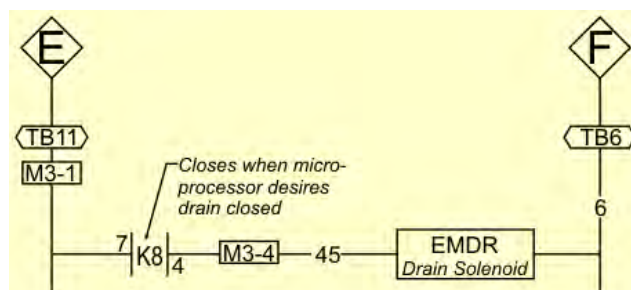 E
F
TB11
TB6
M3-1
Closes when micro-
processor desires
drain closed
6
7
K8
4
M3-4
45
EMDR
Drain Solenoid